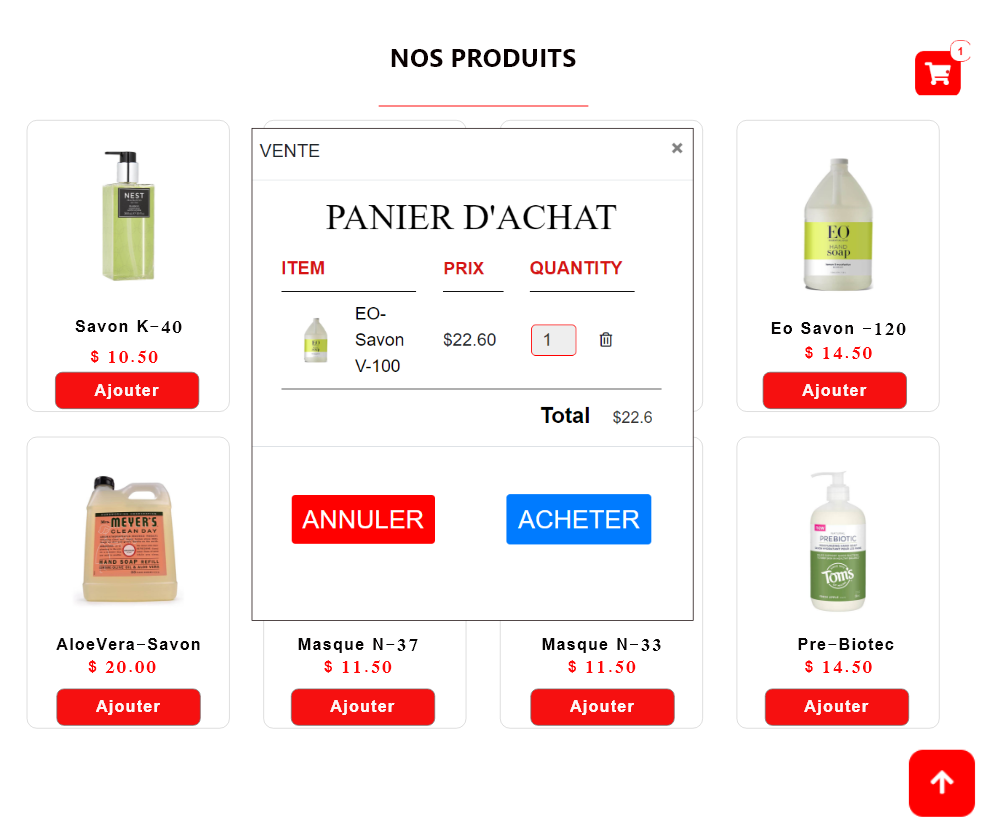 NOS PRODUITS
1
VENTE
×
PANIER D'ACHAT
ITEM PRIX QUANTITY
EO-
Savon
V-100
$22.60
1
Total $22.6
ANNULER ACHETER
NEST
Savon K-40
$ 10.50
Ajouter
EO
HAND
soap
Eo Savon -120
$ 14.50
Ajouter
MEYER'S
CLEAN DAY
HAND SOAP REFILL
AloeVera-Savon
$ 20.00
Ajouter
Masque N-37
$ 11.50
Ajouter
Masque N-33
$ 11.50
Ajouter
PREBIOTIC
Tom's
Pre-Biotec
$ 14.50
Ajouter